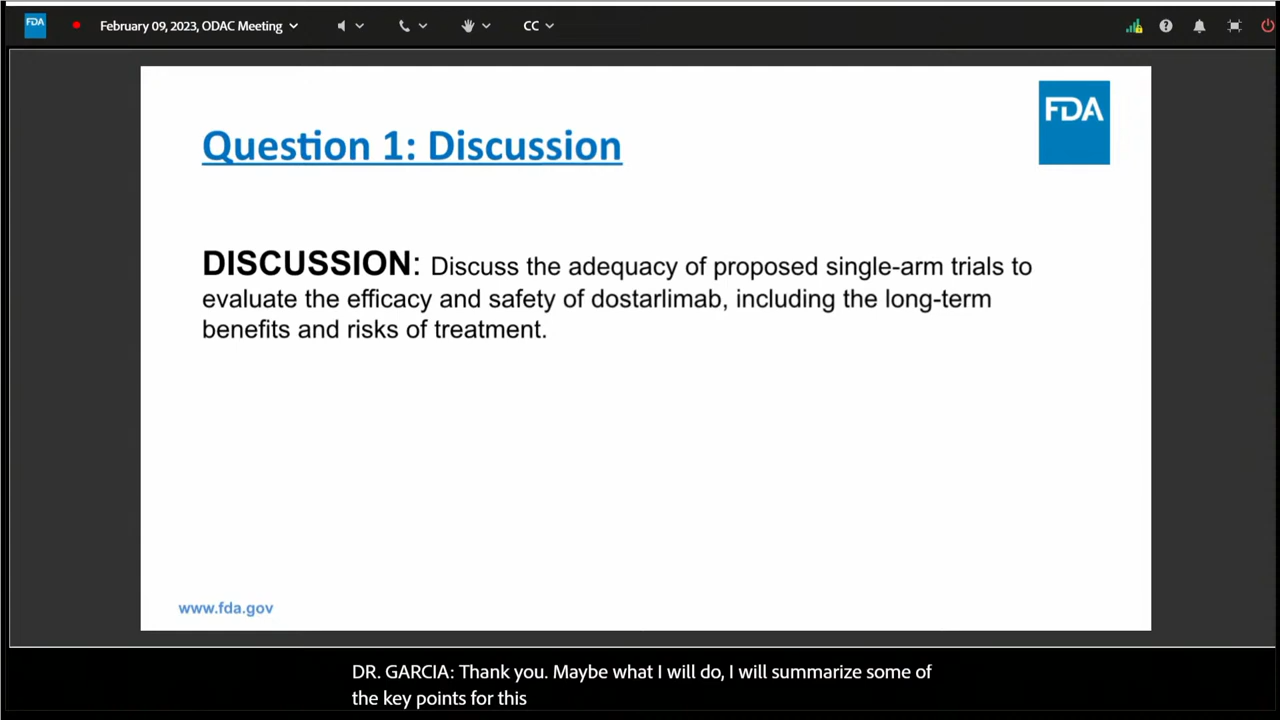 FDA
February 09, 2023, ODAC Meeting
CC
FDA
Question 1: Discussion
DISCUSSION: Discuss the adequacy of proposed single-arm trials to
evaluate the efficacy and safety of dostarlimab, including the long-term
benefits and risks of treatment.
www.fda.gov
DR. GARCIA: Thank you. Maybe what I will do, I will summarize some of
the key points for this